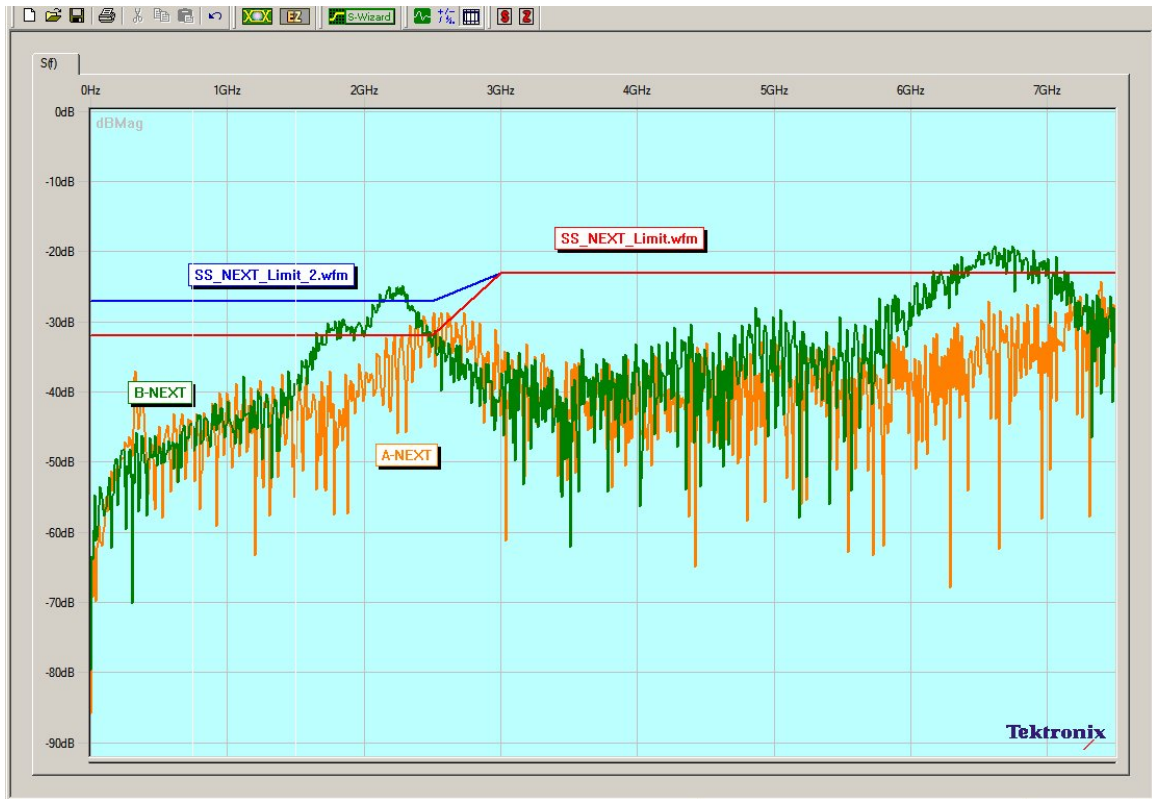 EZ
S-Wizard
S
Z
S(f)
0Hz 1GHz 2GHz 3GHz 4GHz 5GHz 6GHz 7GHz
0dB
dBMag
-10dB
-20dB
SS_NEXT_Limit.wfm
SS_NEXT_Limit_2.wfm
-30dB
-40dB
B-NEXT
A-NEXT
-50dB
-60dB
-70dB
-80dB
-90dB
Tektronix